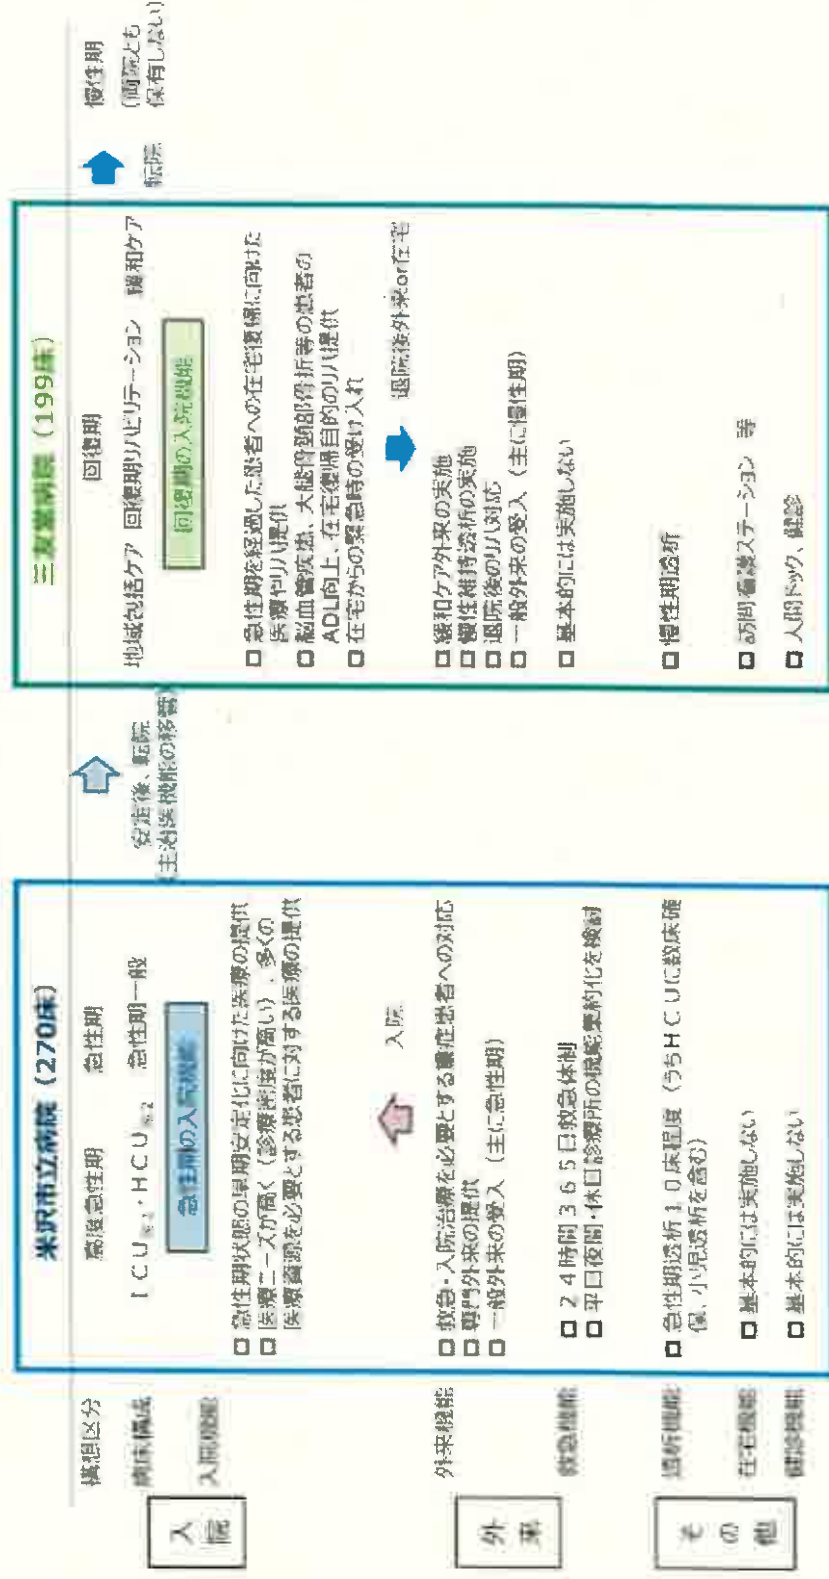 米沢市立病院（270床）
三友堂病院（199床）
構想区分
高度急性期
急性期
回復期
慢性期
（両院とも
保有しない）
病床構成
ＩＣＵ※１・ＨＣＵ※２
急性期一般
安定後、転院
（主治医機能の移譲）
地域包括ケア
回復期リハビリテーション
緩和ケア
転院
入院
入院機能
急性期の入院機能
回復期の入院機能
□ 急性期状態の早期安定化に向けた医療の提供
□ 医療ニーズが高く（診療密度が高い）、多くの
医療資源を必要とする患者に対する医療の提供
□ 急性期を経過した患者への在宅復帰に向けた
医療やリハ提供
□ 脳血管疾患、大腿骨頸部骨折等の患者の
ADL向上、在宅復帰目的のリハ提供
□ 在宅からの緊急時の受け入れ
入院
退院後外来or在宅
外来
外来機能
□ 救急・入院治療を必要とする重症患者への対応
□ 専門外来の提供
□ 一般外来の受入（主に急性期）
□ 緩和ケア外来の実施
□ 慢性維持透析の実施
□ 退院後のリハ対応
□ 一般外来の受入（主に慢性期）
救急機能
□ ２４時間３６５日救急体制
□ 平日夜間・休日診療所の機能集約化を検討
□ 基本的には実施しない
その他
透析機能
□ 急性期透析１０床程度（うちＨＣＵに数床確
保、小児透析を含む）
□ 慢性期透析
在宅機能
□ 基本的には実施しない
□ 訪問看護ステーション 等
健診機能
□ 基本的には実施しない
□ 人間ドック、健診